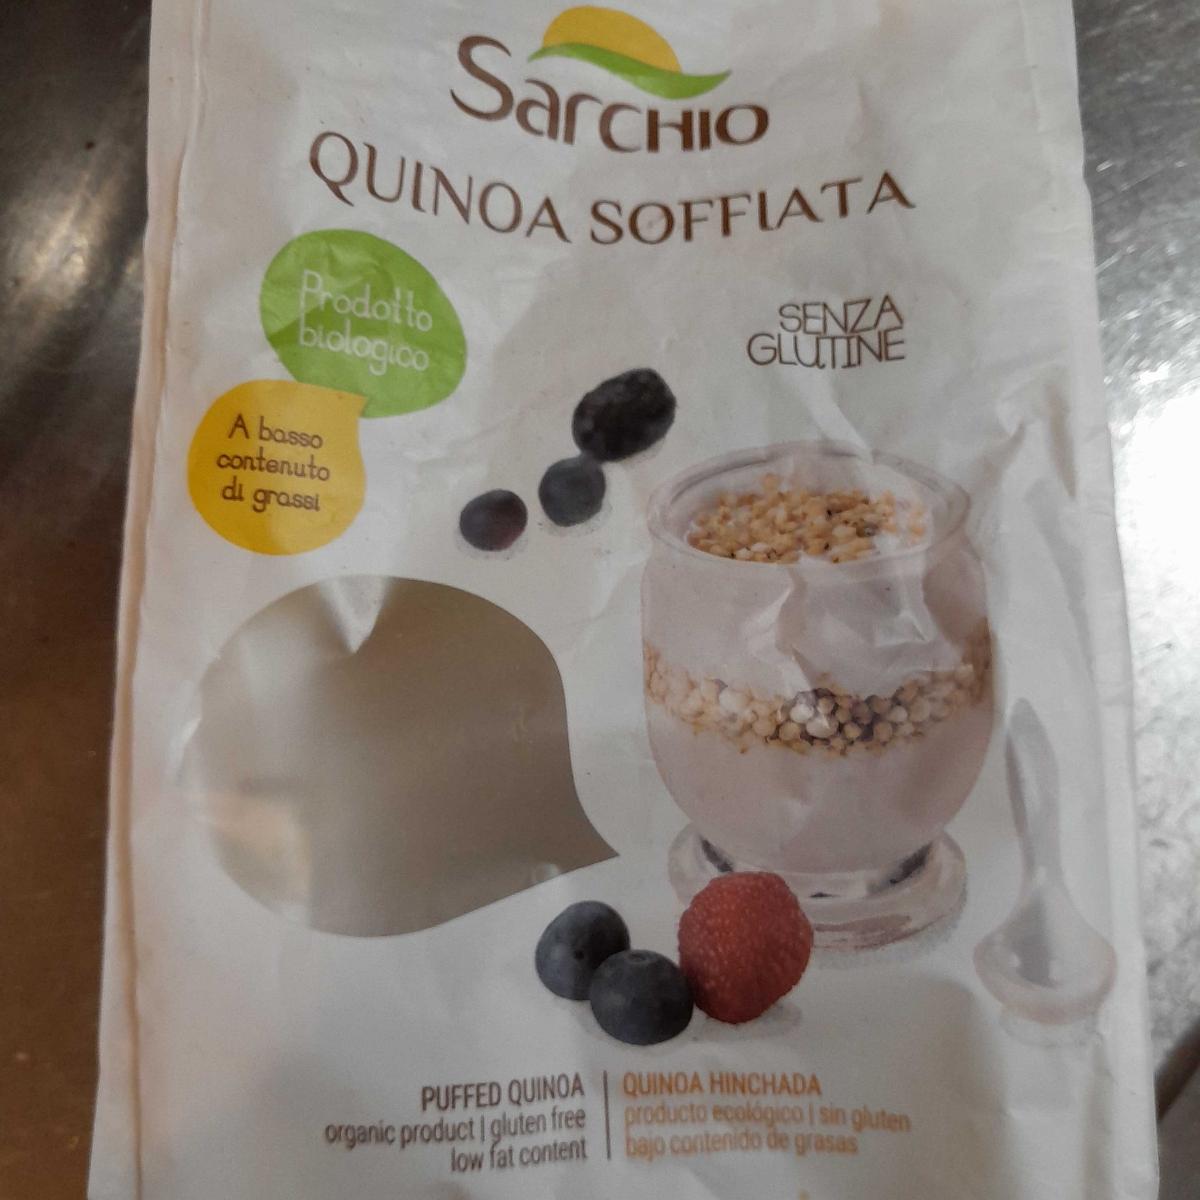 SarcHIO
QUINOA SOFFIATA
Prodotto
biologico
SENZA
GLUTINE
A basso
contenuto
di grassi
PUFFED QUINOA
organic product | gluten free
low fat content
QUINOA HINCHADA
producto ecológico | sin gluten
bajo contenido de grasas